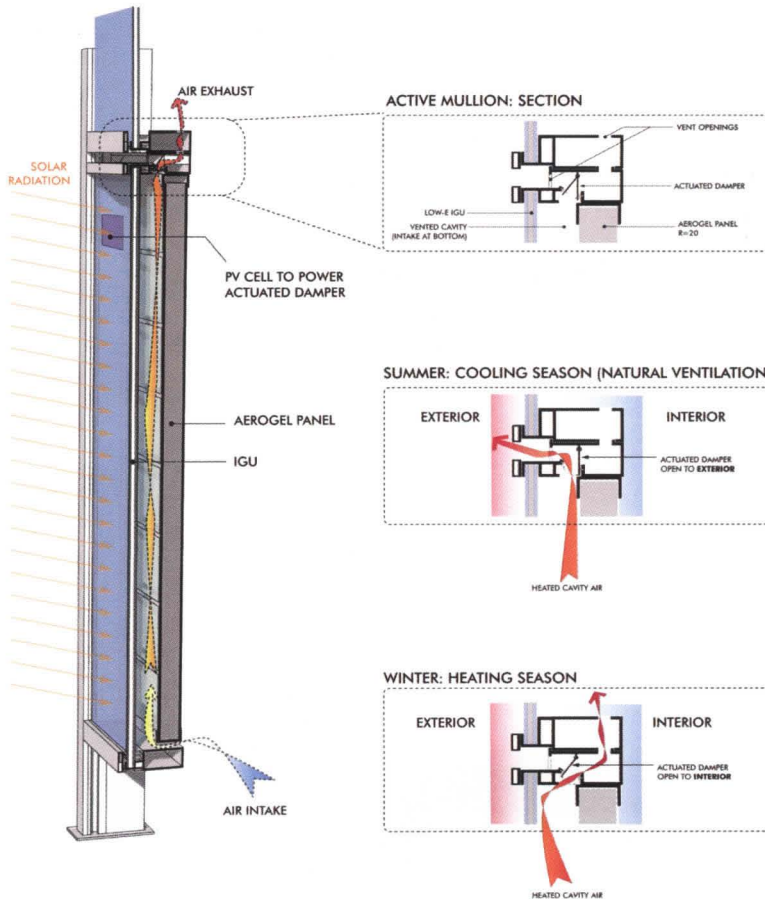 AIR EXHAUST
SOLAR
RADIATION
PV CELL TO POWER
ACTUATED DAMPER
AEROGEL PANEL
IGU
AIR INTAKE
ACTIVE MULLION: SECTION
VENT OPENINGS
ACTUATED DAMPER
LOW-E IGU
VENTED CAVITY
(INTAKE AT BOTTOM)
AEROGEL PANEL
R=20
SUMMER: COOLING SEASON (NATURAL VENTILATION
EXTERIOR
INTERIOR
ACTUATED DAMPER
OPEN TO EXTERIOR
HEATED CAVITY AIR
WINTER: HEATING SEASON
EXTERIOR
INTERIOR
ACTUATED DAMPER
OPEN TO INTERIOR
HEATED CAVITY AIR